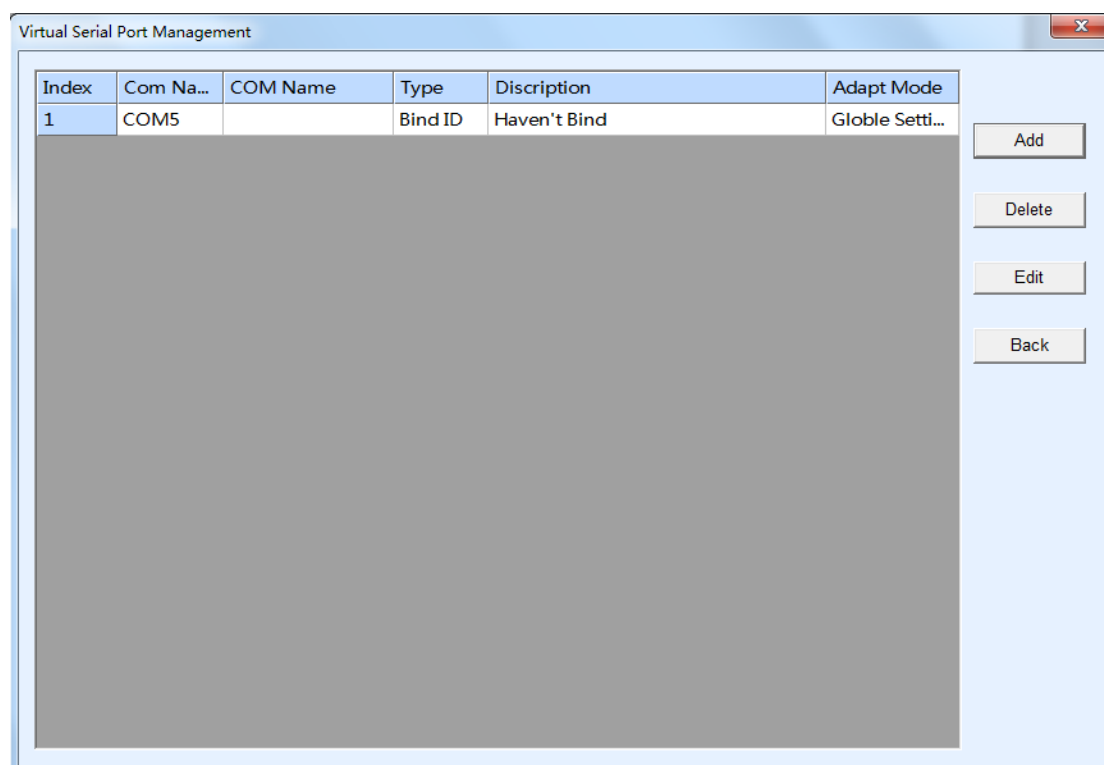 Virtual Serial Port Management
Index Com Na... COM Name Type Discription Adapt Mode
1 COM5 Bind ID Haven't Bind Globle Setti...
Add
Delete
Edit
Back